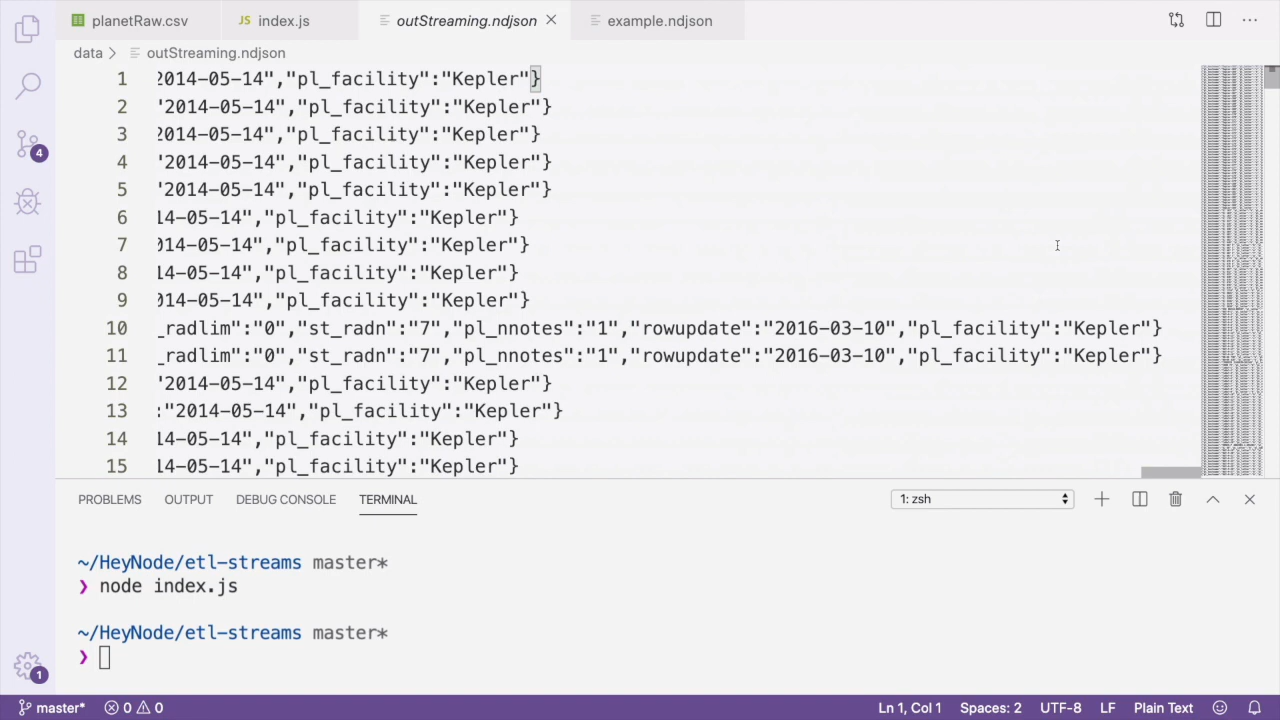 planetRaw.csv
JS index.js
outStreaming.ndjson
example.ndjson
data > outStreaming.ndjson
1 2014-05-14","pl_facility":"Kepler"}
2 "2014-05-14","pl_facility":"Kepler"}
3 2014-05-14","pl_facility":"Kepler"}
4 "2014-05-14","pl_facility":"Kepler"}
5 "2014-05-14","pl_facility":"Kepler"}
6 14-05-14","pl_facility":"Kepler"}
7 014-05-14","pl_facility":"Kepler"}
8 14-05-14","pl_facility":"Kepler"}
9 014-05-14","pl_facility":"Kepler"}
10 _radlim":"0","st_radn":"7","pl_nnotes":"1","rowupdate":"2016-03-10","pl_facility":"Kepler"}
11 _radlim":"0","st_radn":"7","pl_nnotes":"1","rowupdate":"2016-03-10","pl_facility":"Kepler"}
12 "2014-05-14","pl_facility":"Kepler"}
13 :"2014-05-14","pl_facility":"Kepler"}
14 14-05-14","pl_facility":"Kepler"}
15 14-05-14","pl_facility":"Kepler"}
4
PROBLEMS OUTPUT DEBUG CONSOLE TERMINAL
1: zsh
~/HeyNode/etl-streams master*
❯ node index.js
~/HeyNode/etl-streams master*
❯
1
master* 0 0
Ln 1, Col 1 Spaces: 2 UTF-8 LF Plain Text